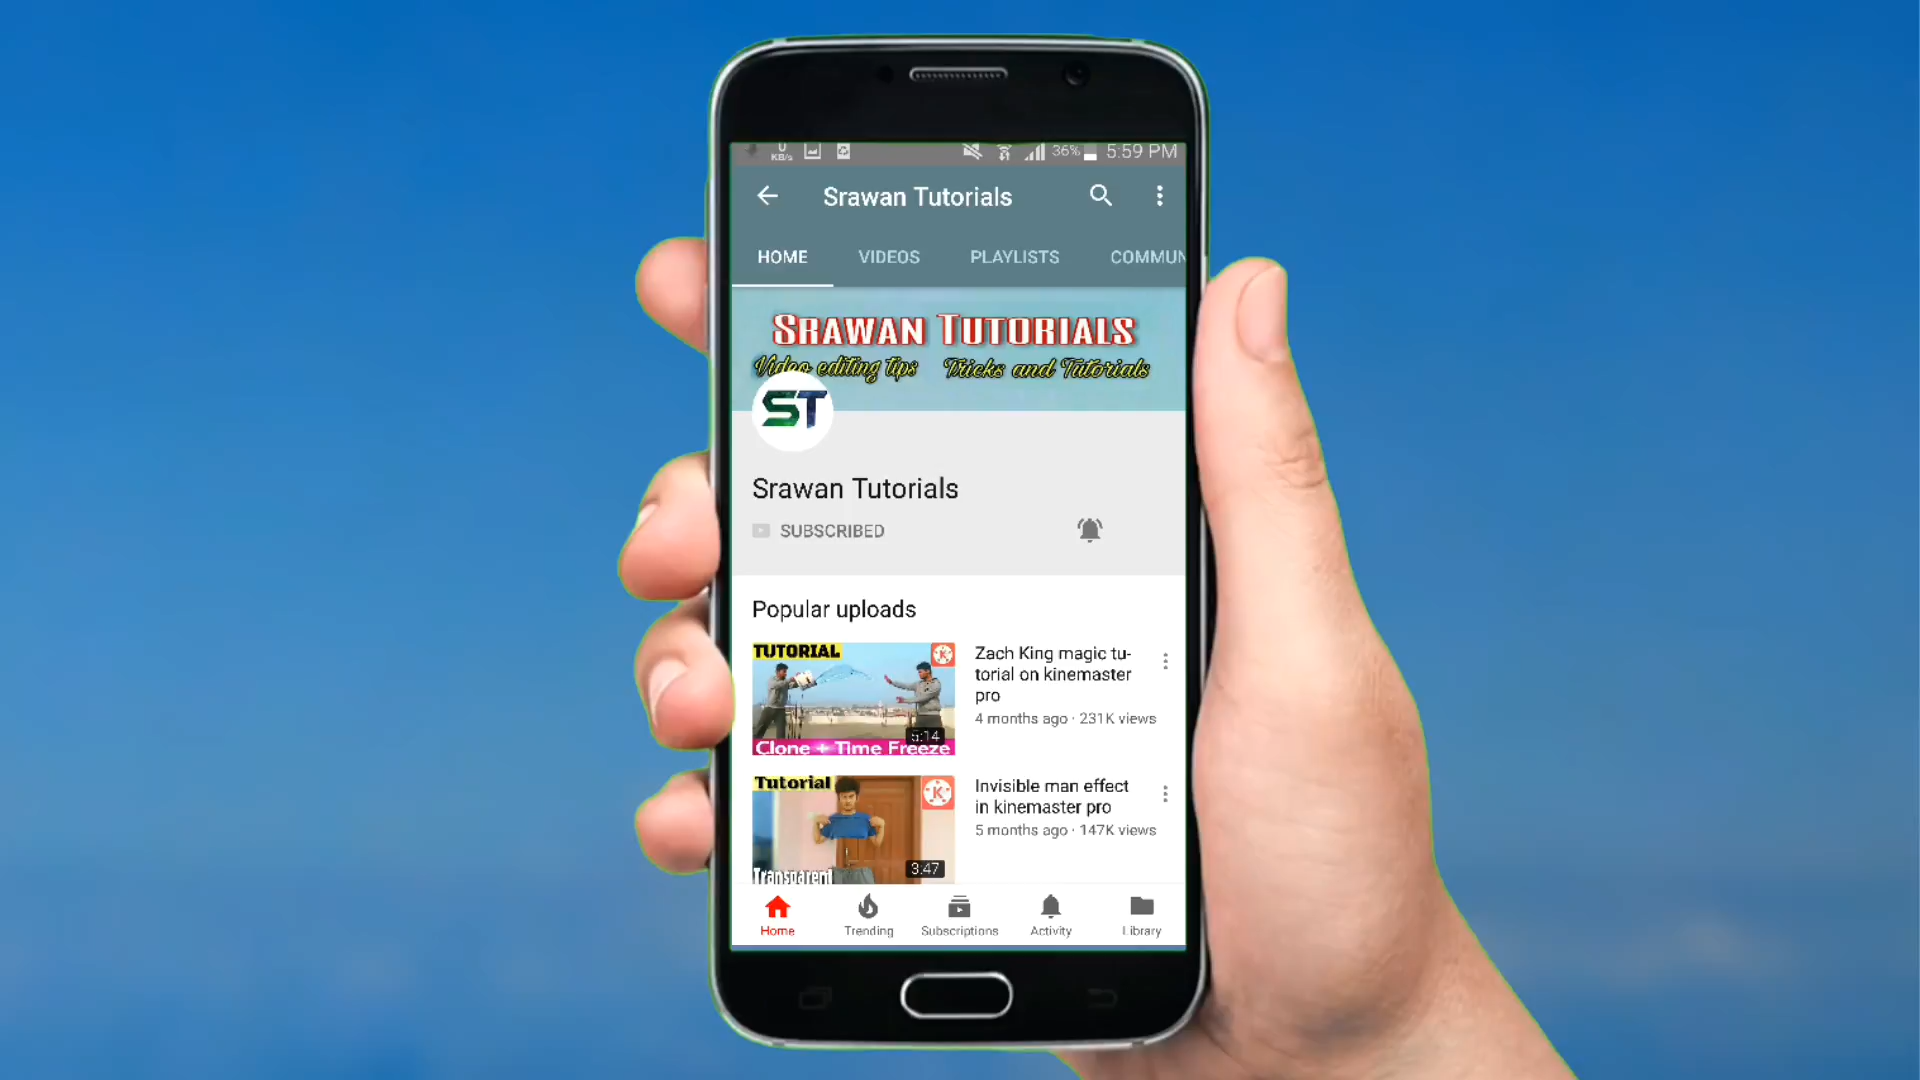 0
KB/s
36%
5:59 PM
Srawan Tutorials
HOME
VIDEOS
PLAYLISTS
COMMUN
SRAWAN TUTORIALS
Video editing tips
Tricks and Tutorials
ST
Srawan Tutorials
SUBSCRIBED
Popular uploads
TUTORIAL
K
5:14
Clone + Time Freeze
Zach King magic tu-
torial on kinemaster
pro
4 months ago · 231K views
Tutorial
K
3:47
Transparent
Invisible man effect
in kinemaster pro
5 months ago · 147K views
Home
Trending
Subscriptions
Activity
Library